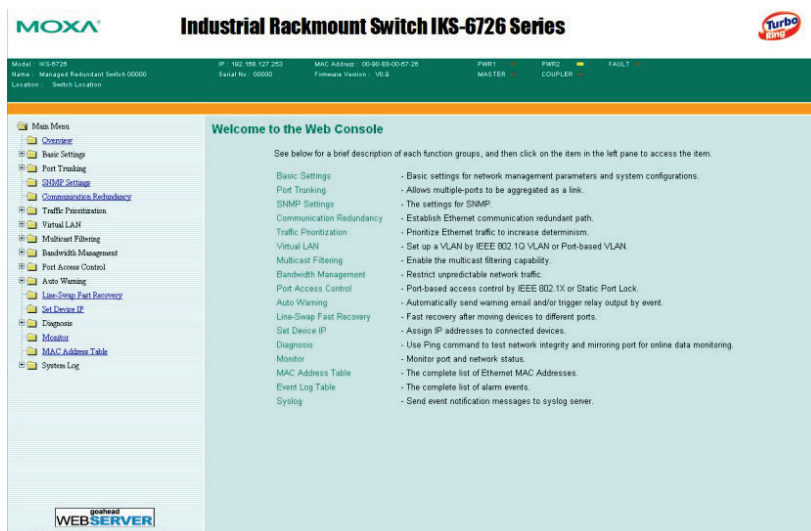 MOXA
Industrial Rackmount Switch IKS-6726 Series
Turbo Ring
Model : IKS-6726
IP : 192.168.127.253
MAC Address : 00-90-E8-00-67-26
PWR1
PWR2
FAULT
Name : Managed Redundant Switch 00000
Serial No : 00000
Firmware Version : V0.9
MASTER
COUPLER
Location : Switch Location
Main Menu
Overview
Basic Settings
Port Trunking
SNMP Settings
Communication Redundancy
Traffic Prioritization
Virtual LAN
Multicast Filtering
Bandwidth Management
Port Access Control
Auto Warning
Line-Swap Fast Recovery
Set Device IP
Diagnosis
Monitor
MAC Address Table
System Log
goahead
WEBSERVER
Welcome to the Web Console
See below for a brief description of each function groups, and then click on the item in the left pane to access the item.
Basic Settings - Basic settings for network management parameters and system configurations.
Port Trunking - Allows multiple-ports to be aggregated as a link.
SNMP Settings - The settings for SNMP.
Communication Redundancy - Establish Ethernet communication redundant path.
Traffic Prioritization - Prioritize Ethernet traffic to increase determinism.
Virtual LAN - Set up a VLAN by IEEE 802.1Q VLAN or Port-based VLAN.
Multicast Filtering - Enable the multicast filtering capability.
Bandwidth Management - Restrict unpredictable network traffic.
Port Access Control - Port-based access control by IEEE 802.1X or Static Port Lock.
Auto Warning - Automatically send warning email and/or trigger relay output by event.
Line-Swap Fast Recovery - Fast recovery after moving devices to different ports.
Set Device IP - Assign IP addresses to connected devices.
Diagnosis - Use Ping command to test network integrity and mirroring port for online data monitoring.
Monitor - Monitor port and network status.
MAC Address Table - The complete list of Ethernet MAC Addresses.
Event Log Table - The complete list of alarm events.
Syslog - Send event notification messages to syslog server.